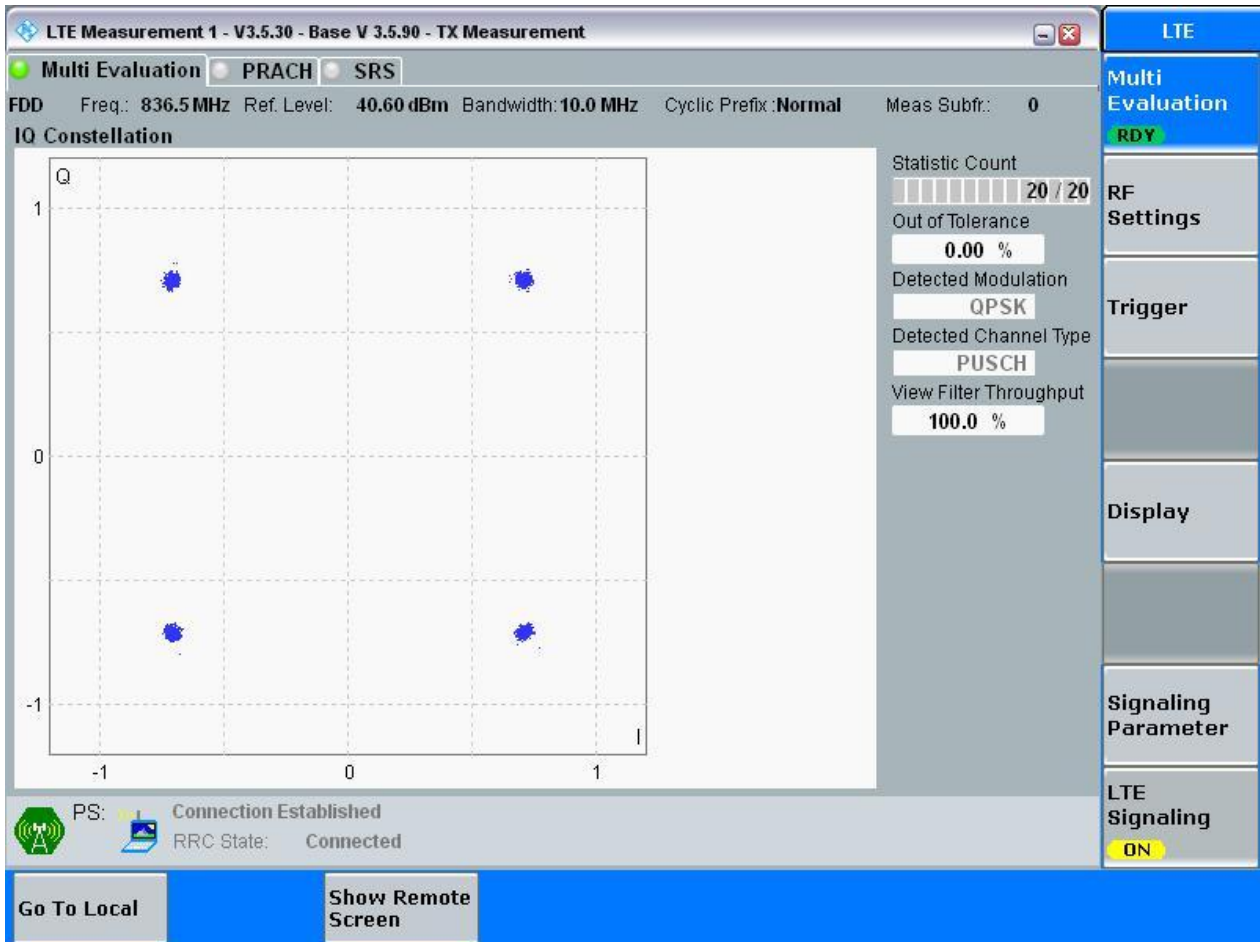 LTE Measurement 1 - V3.5.30 - Base V 3.5.90 - TX Measurement
LTE
Multi Evaluation PRACH SRS
FDD Freq.: 836.5 MHz Ref. Level: 40.60 dBm Bandwidth: 10.0 MHz Cyclic Prefix :Normal Meas Subfr.: 0
IQ Constellation
Q
1
0
-1
-1 0 1
I
Statistic Count
20 / 20
Out of Tolerance
0.00 %
Detected Modulation
QPSK
Detected Channel Type
PUSCH
View Filter Throughput
100.0 %
Multi
Evaluation
RDY
RF
Settings
Trigger
Display
Signaling
Parameter
LTE
Signaling
ON
PS: Connection Established
RRC State: Connected
Go To Local
Show Remote
Screen